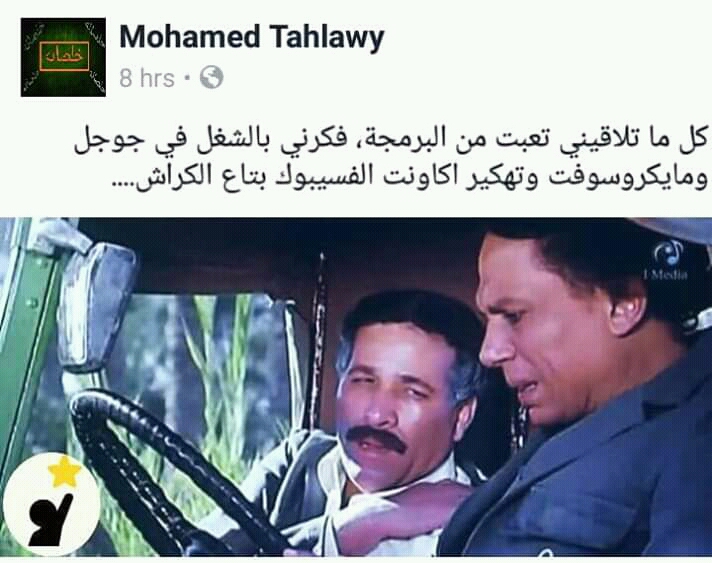 Mohamed Tahlawy
8 hrs
كل ما تلاقيني تعبت من البرمجة، فكرني بالشغل في جوجل
ومايكروسوفت وتهكير اكاونت الفسيبوك بتاع الكراش....
I Media